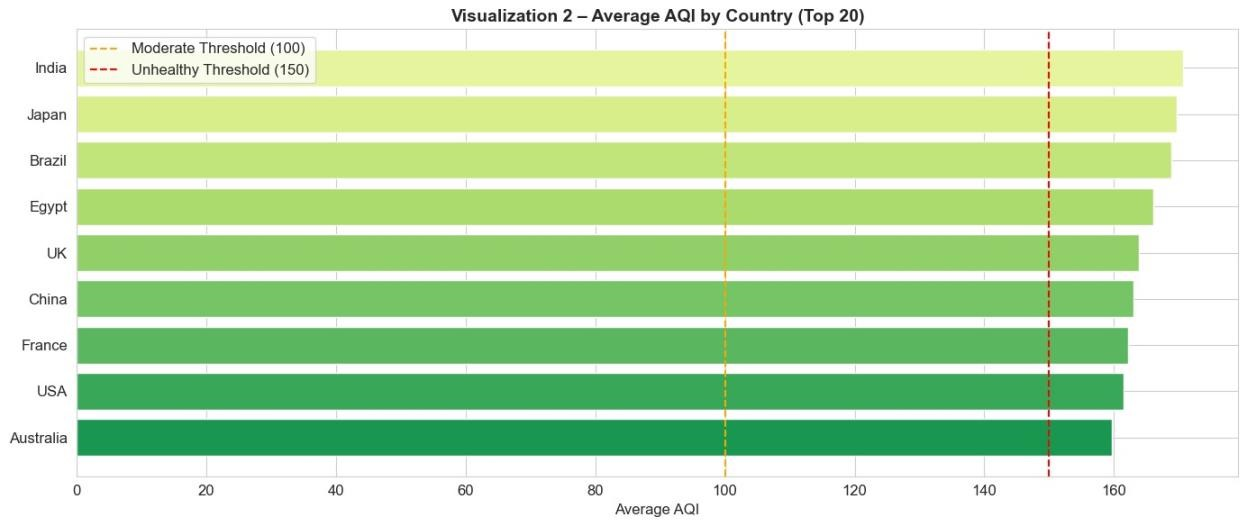 Visualization 2 – Average AQI by Country (Top 20)
Moderate Threshold (100)
Unhealthy Threshold (150)
India
Japan
Brazil
Egypt
UK
China
France
USA
Australia
0 20 40 60 80 100 120 140 160
Average AQI